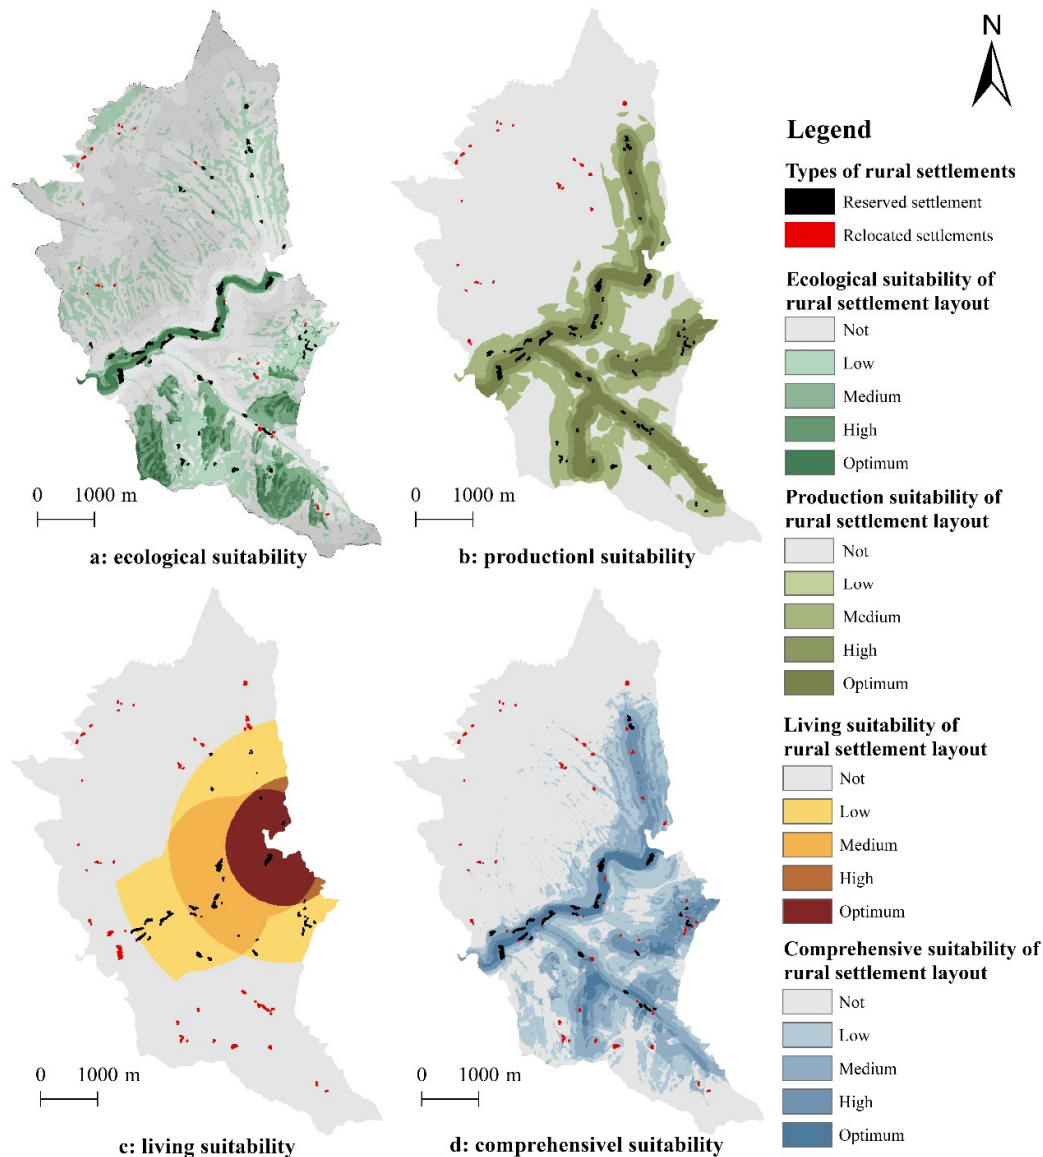 N
Legend
Types of rural settlements
Reserved settlement
Relocated settlements
Ecological suitability of
rural settlement layout
Not
Low
Medium
High
Optimum
0 1000 m
a: ecological suitability
0 1000 m
b: productionl suitability
Production suitability of
rural settlement layout
Not
Low
Medium
High
Optimum
Living suitability of
rural settlement layout
Not
Low
Medium
High
Optimum
Comprehensive suitability of
rural settlement layout
Not
Low
Medium
High
Optimum
0 1000 m
c: living suitability
0 1000 m
d: comprehensivel suitability